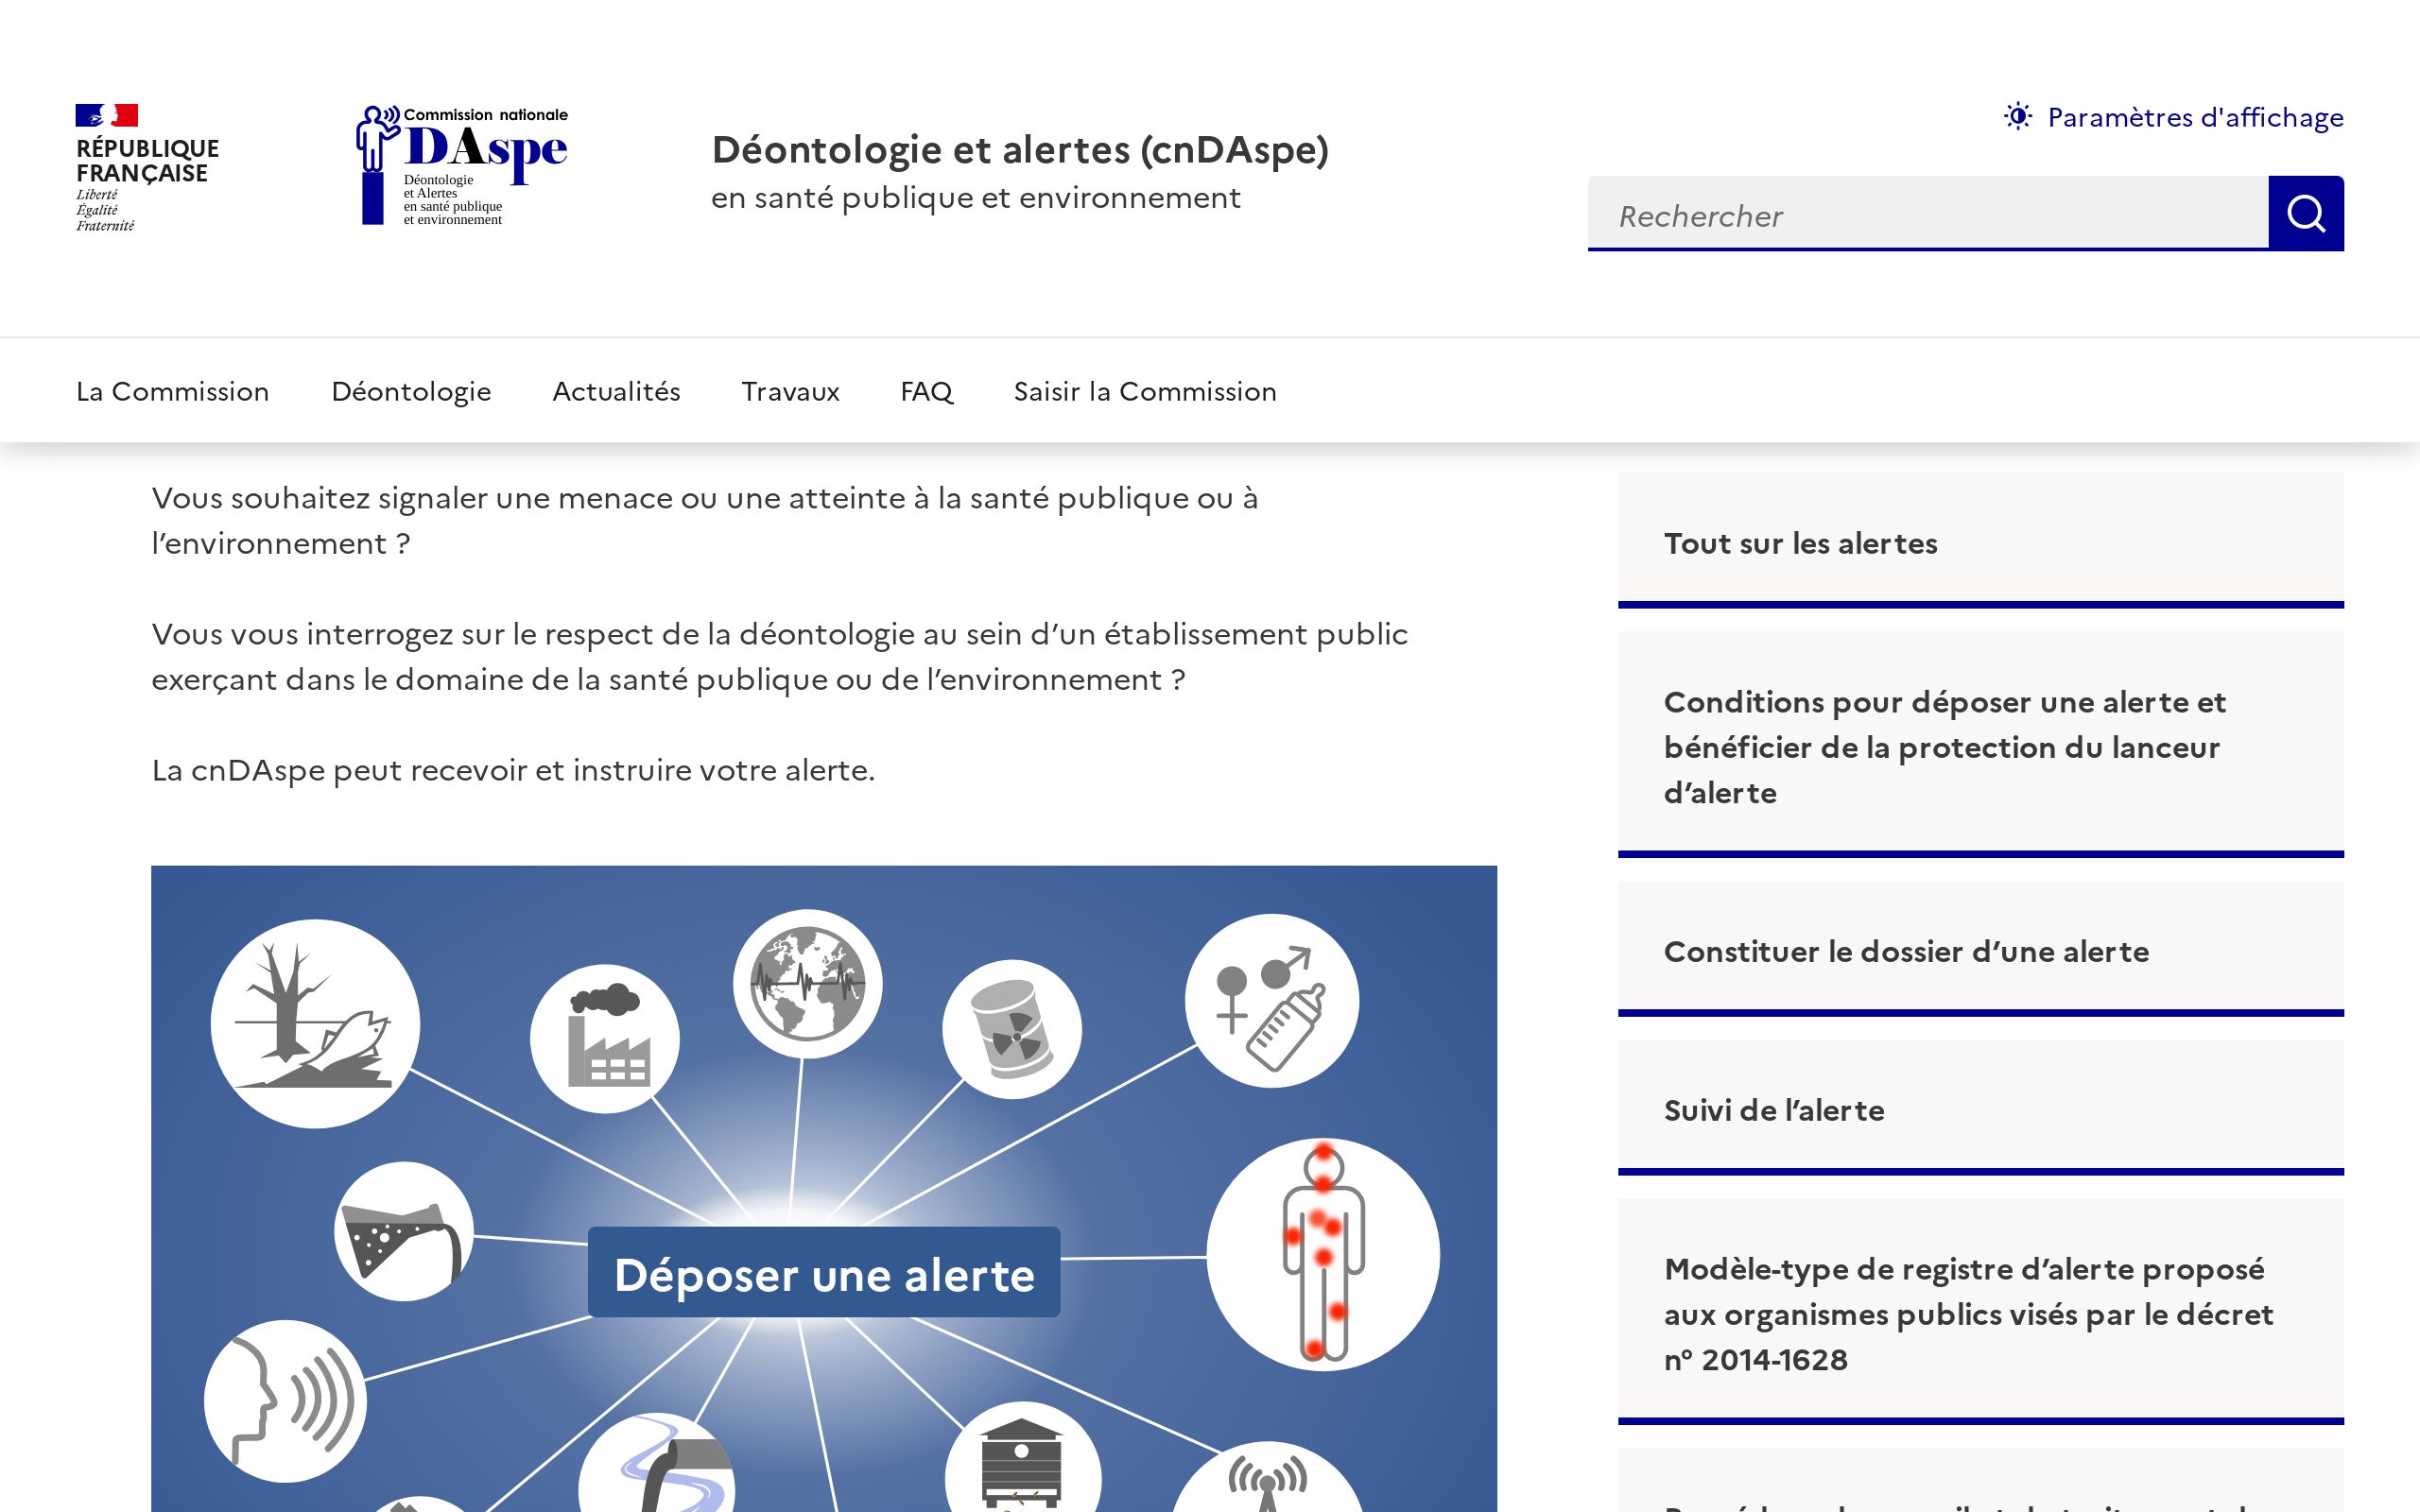 RÉPUBLIQUE
FRANÇAISE
Liberté
Égalité
Fraternité
Commission nationale
DAspe
Déontologie
et Alertes
en santé publique
et environnement
Déontologie et alertes (cnDAspe)
en santé publique et environnement
Paramètres d'affichage
Rechercher
La Commission
Déontologie
Actualités
Travaux
FAQ
Saisir la Commission
Vous souhaitez signaler une menace ou une atteinte à la santé publique ou à
l’environnement ?
Vous vous interrogez sur le respect de la déontologie au sein d’un établissement public
exerçant dans le domaine de la santé publique ou de l’environnement ?
La cnDAspe peut recevoir et instruire votre alerte.
Déposer une alerte
Tout sur les alertes
Conditions pour déposer une alerte et
bénéficier de la protection du lanceur
d’alerte
Constituer le dossier d’une alerte
Suivi de l’alerte
Modèle-type de registre d’alerte proposé
aux organismes publics visés par le décret
n° 2014-1628